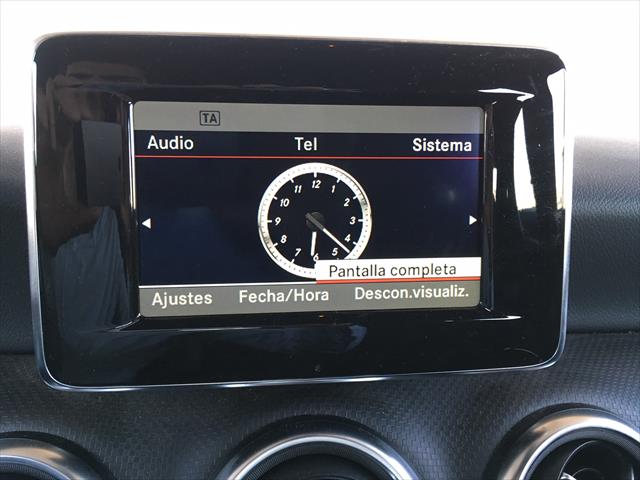 TA
Audio Tel Sistema
12
11 1
10 2
9 3
8 4
7 5
6
Pantalla completa
Ajustes Fecha/Hora Descon.visualiz.